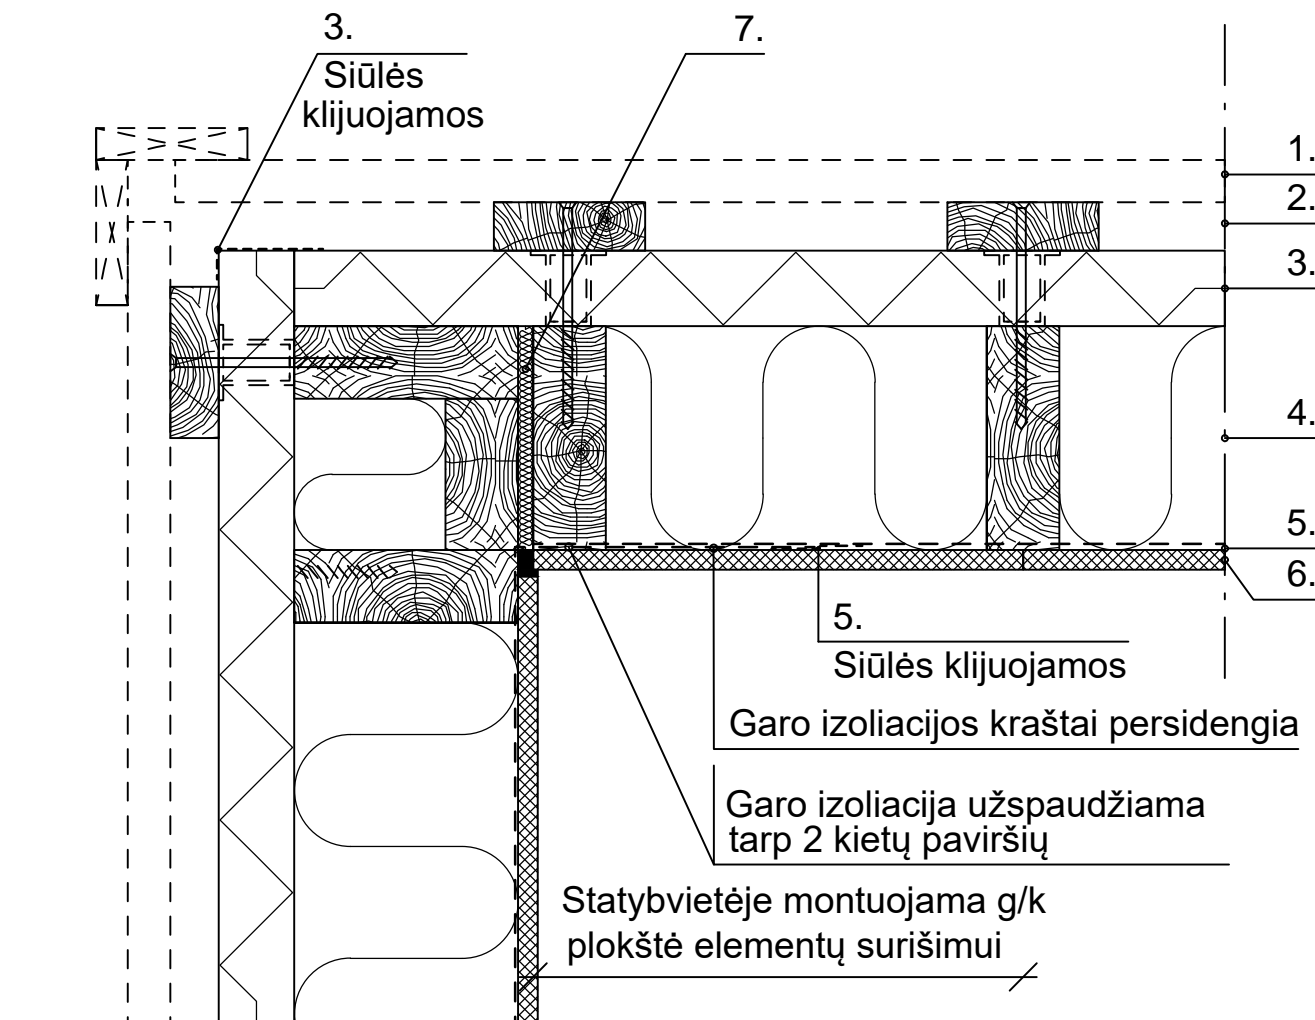 3.
Siūlės
klijuojamos
7.
1.
2.
3.
4.
5.
6.
5.
Siūlės klijuojamos
Garo izoliacijos kraštai persidengia
Garo izoliacija užspaudžiama
tarp 2 kietų paviršių
Statybvietėje montuojama g/k
plokštė elementų surišimui